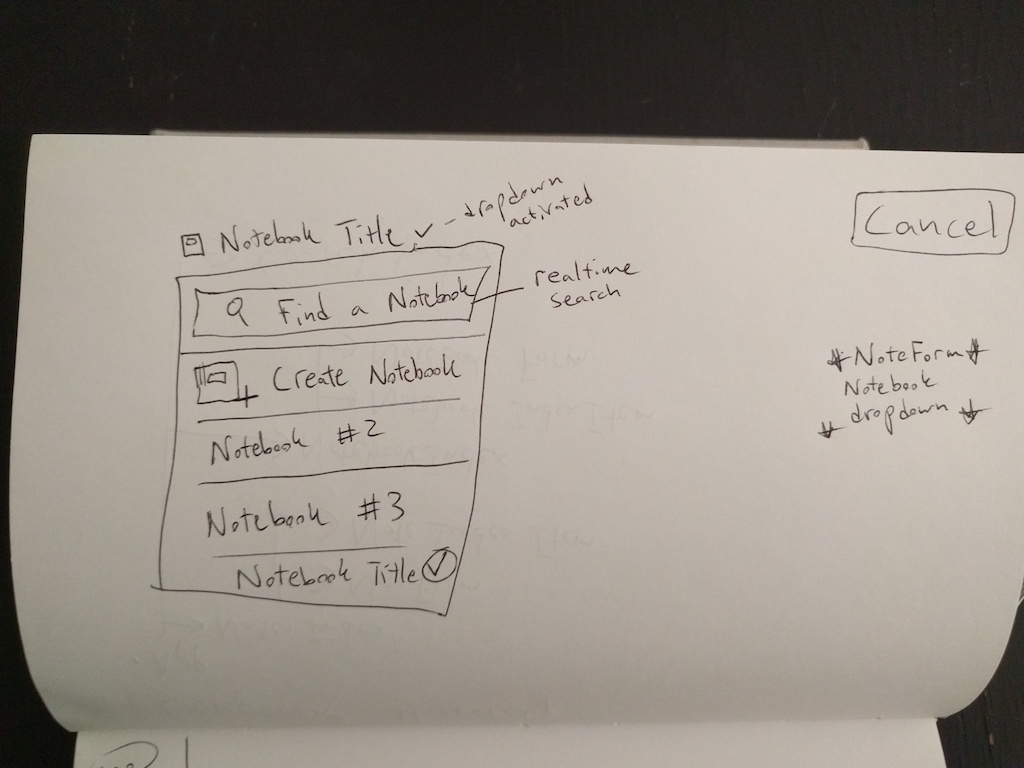 Notebook Title
dropdown
activated
Cancel
Find a Notebook
realtime
search
Create Notebook
NoteForm
Notebook
dropdown
Notebook #2
Notebook #3
Notebook Title